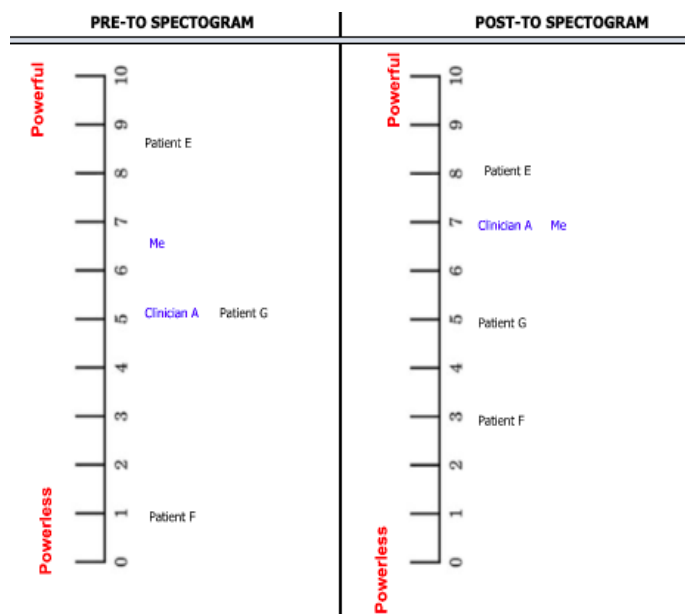 PRE-TO SPECTOGRAM
Powerful
10
9
Patient E
8
7
Me
6
5
Clinician A Patient G
4
3
2
1
Patient F
0
Powerless
POST-TO SPECTOGRAM
Powerful
10
9
8
Patient E
7
Clinician A Me
6
5
Patient G
4
3
Patient F
2
1
0
Powerless